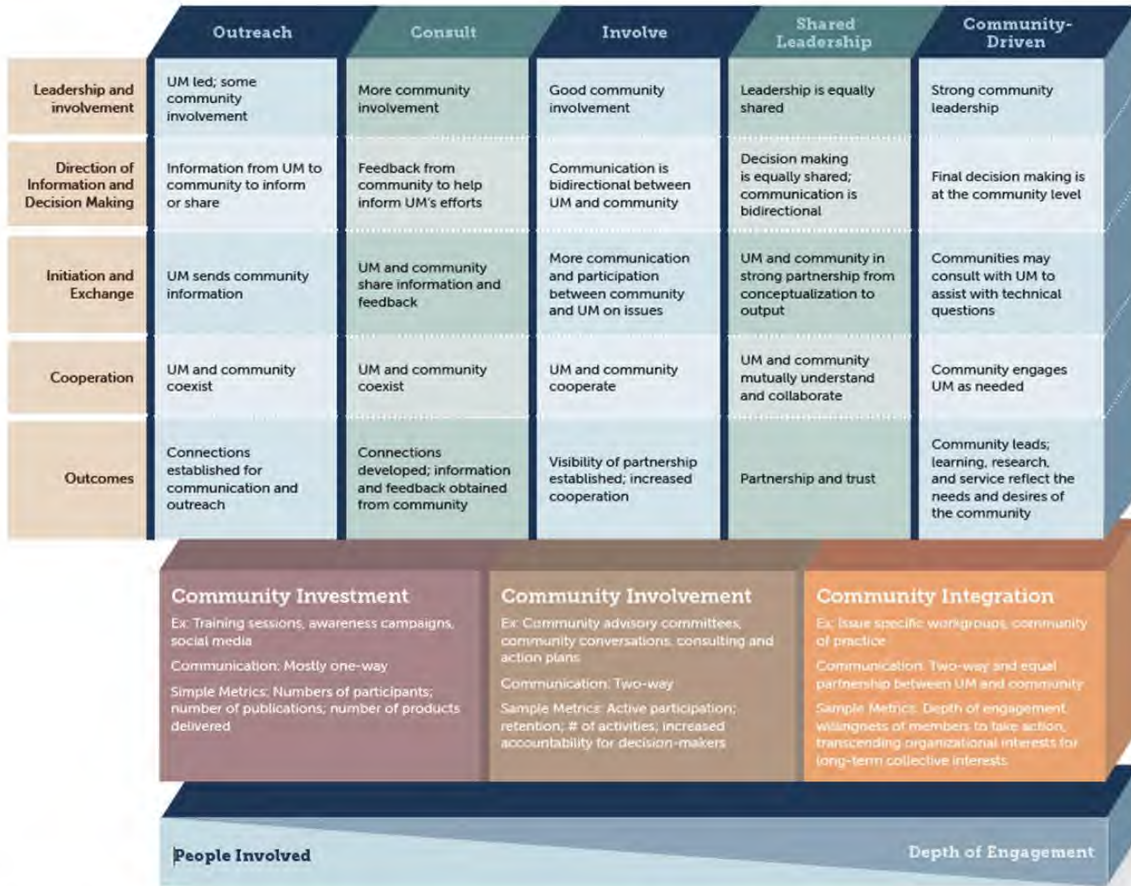 Outreach
Consult
Involve
Shared
Leadership
Community-
Driven
Leadership and
involvement
UM led; some
community
involvement
More community
involvement
Good community
involvement
Leadership is equally
shared
Strong community
leadership
Direction of
Information and
Decision Making
Information from UM to
community to inform
or share
Feedback from
community to help
inform UM's efforts
Communication is
bidirectional between
UM and community
Decision making
is equally shared;
communication is
bidirectional
Final decision making is
at the community level
Initiation and
Exchange
UM sends community
information
UM and community
share information and
feedback
More communication
and participation
between community
and UM on issues
UM and community in
strong partnership from
conceptualization to
output
Communities may
consult with UM to
assist with technical
questions
Cooperation
UM and community
coexist
UM and community
coexist
UM and community
cooperate
UM and community
mutually understand
and collaborate
Community engages
UM as needed
Outcomes
Connections
established for
communication and
outreach
Connections
developed; information
and feedback obtained
from community
Visibility of partnership
established; increased
cooperation
Partnership and trust
Community leads;
learning, research,
and service reflect the
needs and desires of
the community
Community Investment
Ex: Training sessions, awareness campaigns,
social media
Communication: Mostly one-way
Simple Metrics: Numbers of participants;
number of publications; number of products
delivered
Community Involvement
Ex: Community advisory committees,
community conversations, consulting and
action plans
Communication: Two-way
Sample Metrics: Active participation;
retention; # of activities; increased
accountability for decision-makers
Community Integration
Ex: Issue specific workgroups, community
of practice
Communication: Two-way and equal
partnership between UM and community
Sample Metrics: Depth of engagement,
willingness of members to take action,
transcending organizational interests for
long-term collective interests
People Involved
Depth of Engagement